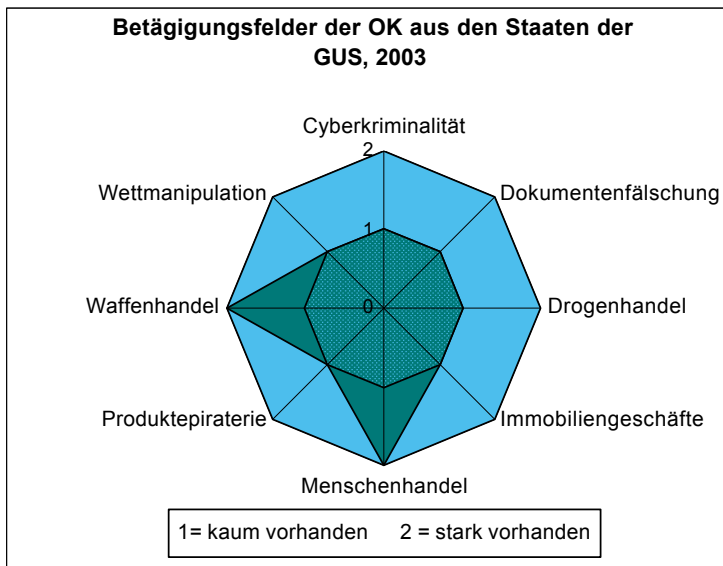 Betägigungsfelder der OK aus den Staaten der
GUS, 2003
Cyberkriminalität
2
Wettmanipulation
Dokumentenfälschung
1
Waffenhandel
0
Drogenhandel
Produktepiraterie
Immobiliengeschäfte
Menschenhandel
1= kaum vorhanden 2 = stark vorhanden